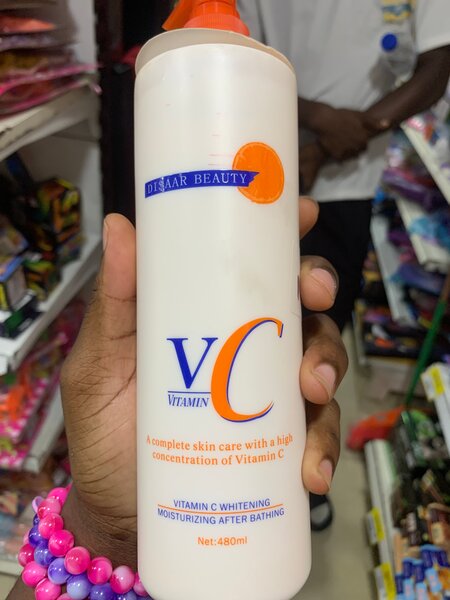 DISAAR BEAUTY
VC
VITAMIN
A complete skin care with a high
concentration of Vitamin C
VITAMIN C WHITENING
MOISTURIZING AFTER BATHING
Net:480ml